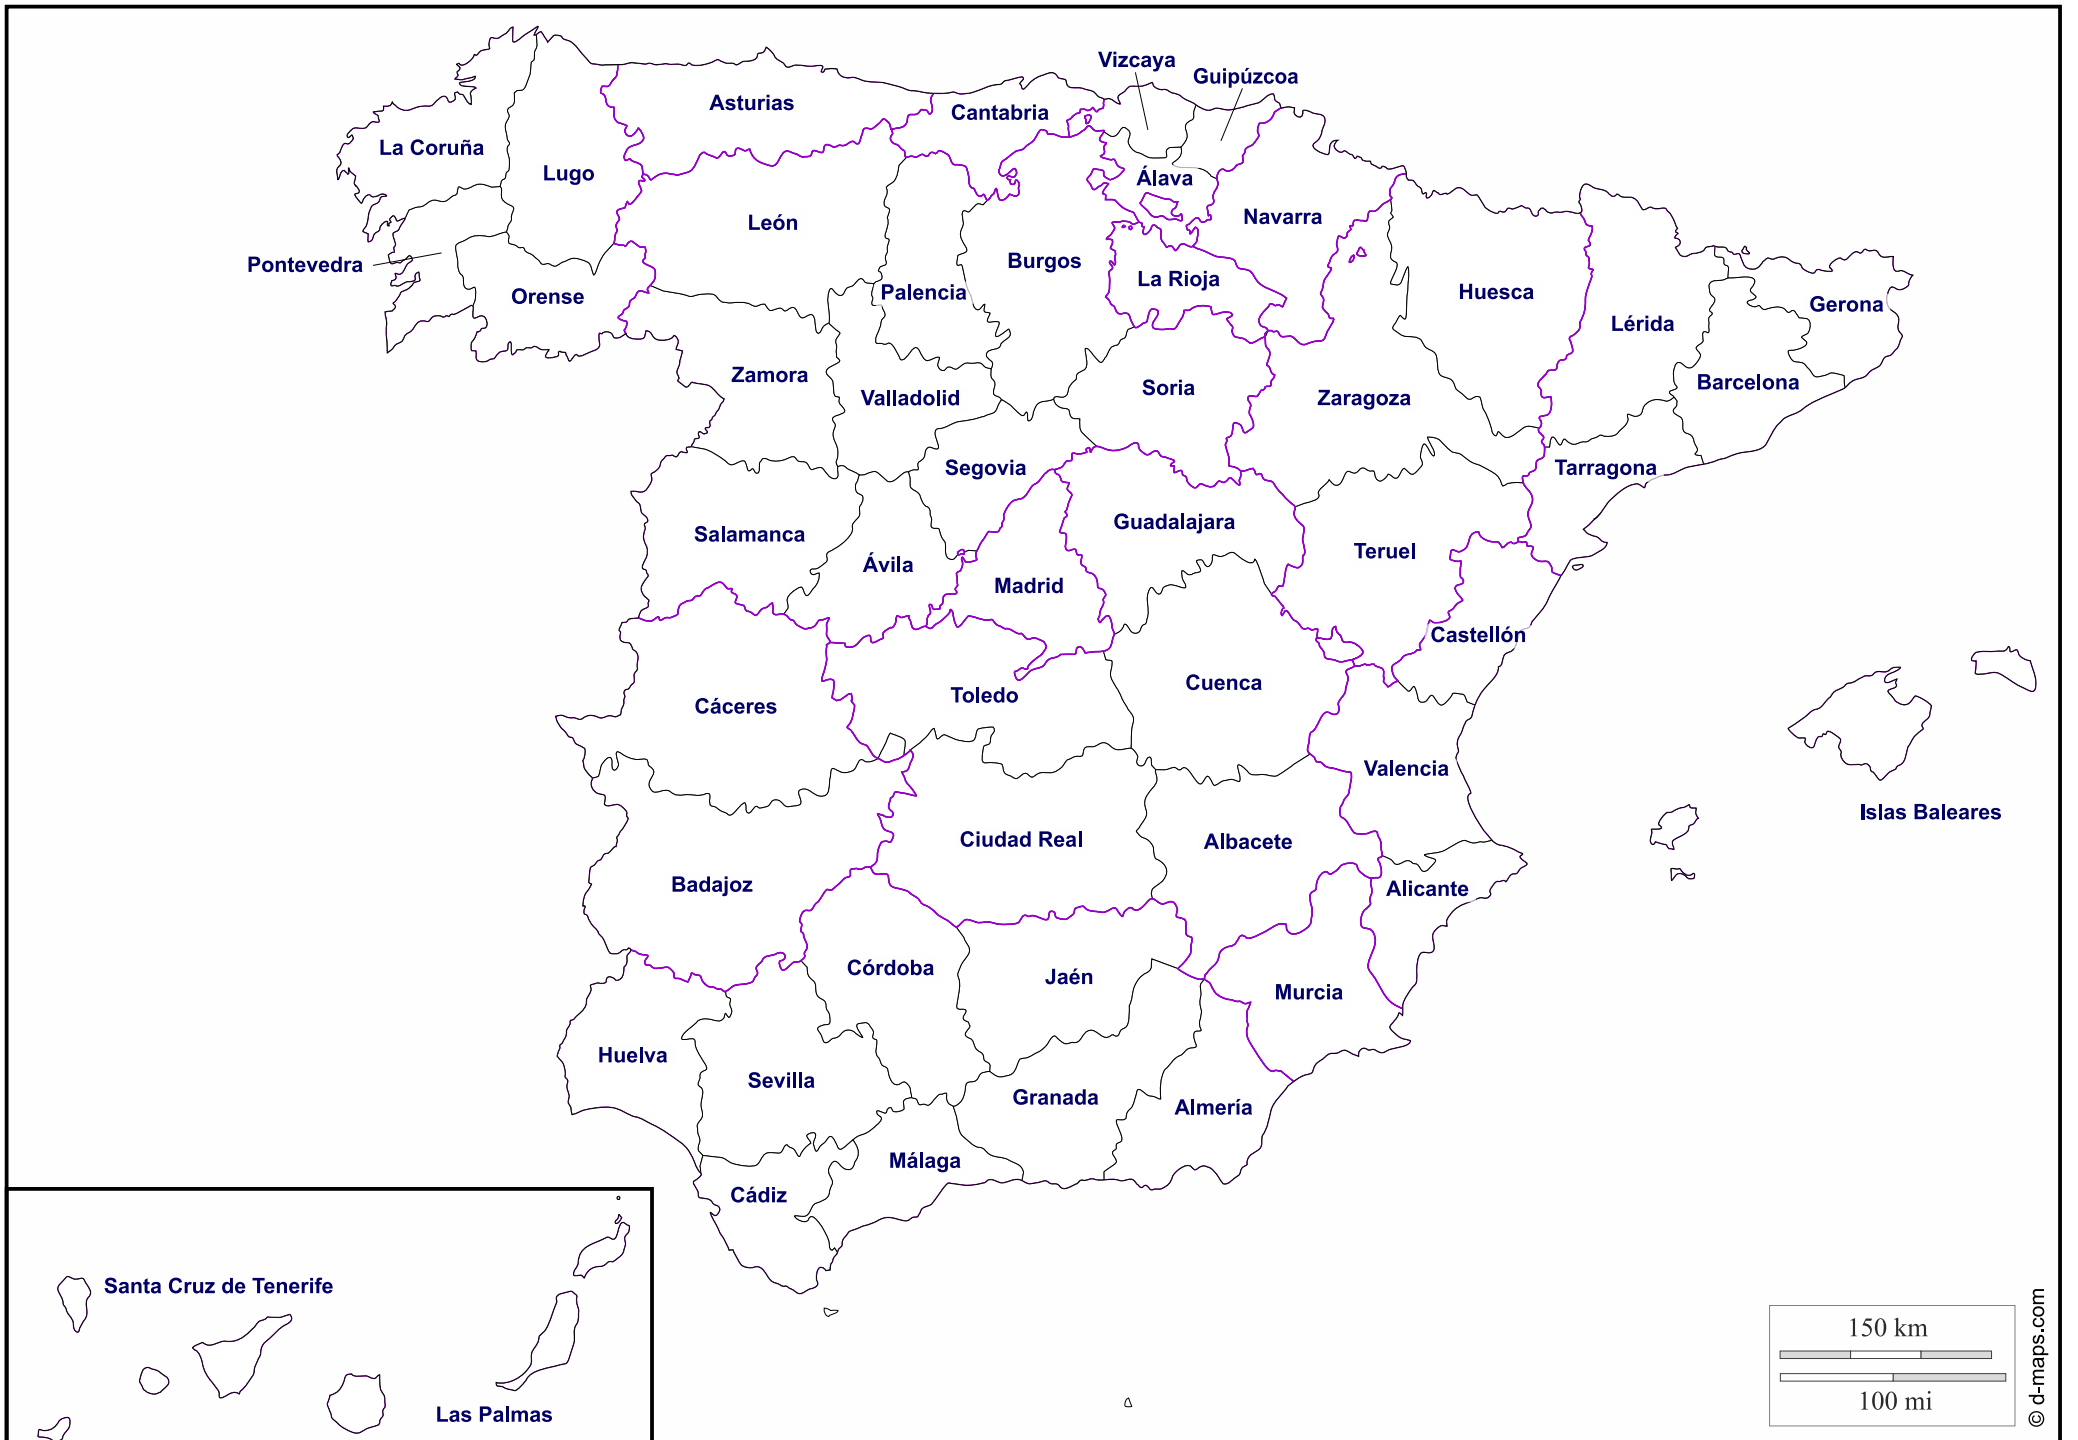 Vizcaya
Guipúzcoa
Asturias
Cantabria
La Coruña
Lugo
Álava
León
Navarra
Pontevedra
Orense
Burgos
La Rioja
Palencia
Huesca
Gerona
Lérida
Zamora
Valladolid
Soria
Zaragoza
Barcelona
Segovia
Tarragona
Salamanca
Guadalajara
Ávila
Teruel
Madrid
Castellón
Cáceres
Toledo
Cuenca
Valencia
Islas Baleares
Ciudad Real
Albacete
Badajoz
Alicante
Córdoba
Jaén
Murcia
Huelva
Sevilla
Granada
Almería
Málaga
Cádiz
Santa Cruz de Tenerife
Las Palmas
150 km
100 mi
© d-maps.com